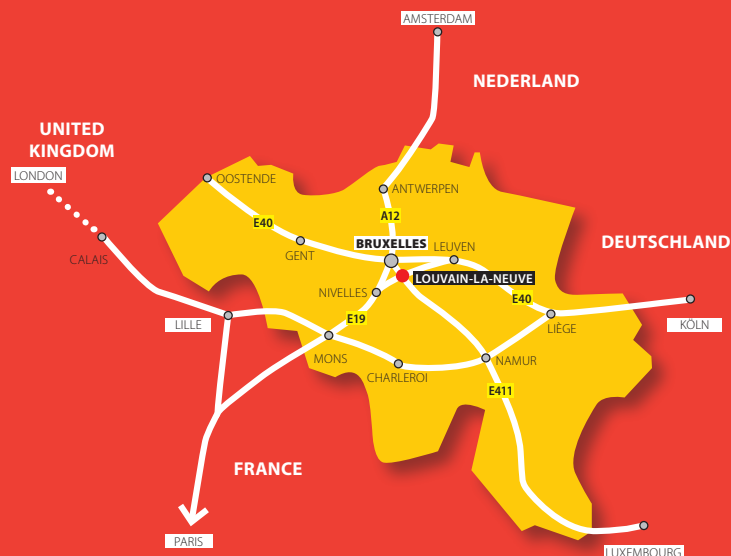 AMSTERDAM
NEDERLAND
UNITED
KINGDOM
LONDON
OOSTENDE
ANTWERPEN
A12
E40
BRUXELLES
DEUTSCHLAND
CALAIS
GENT
LEUVEN
LOUVAIN-LA-NEUVE
NIVELLES
E40
E19
LILLE
LIÈGE
KÖLN
MONS
NAMUR
CHARLEROI
E411
FRANCE
PARIS
LUXEMBOURG